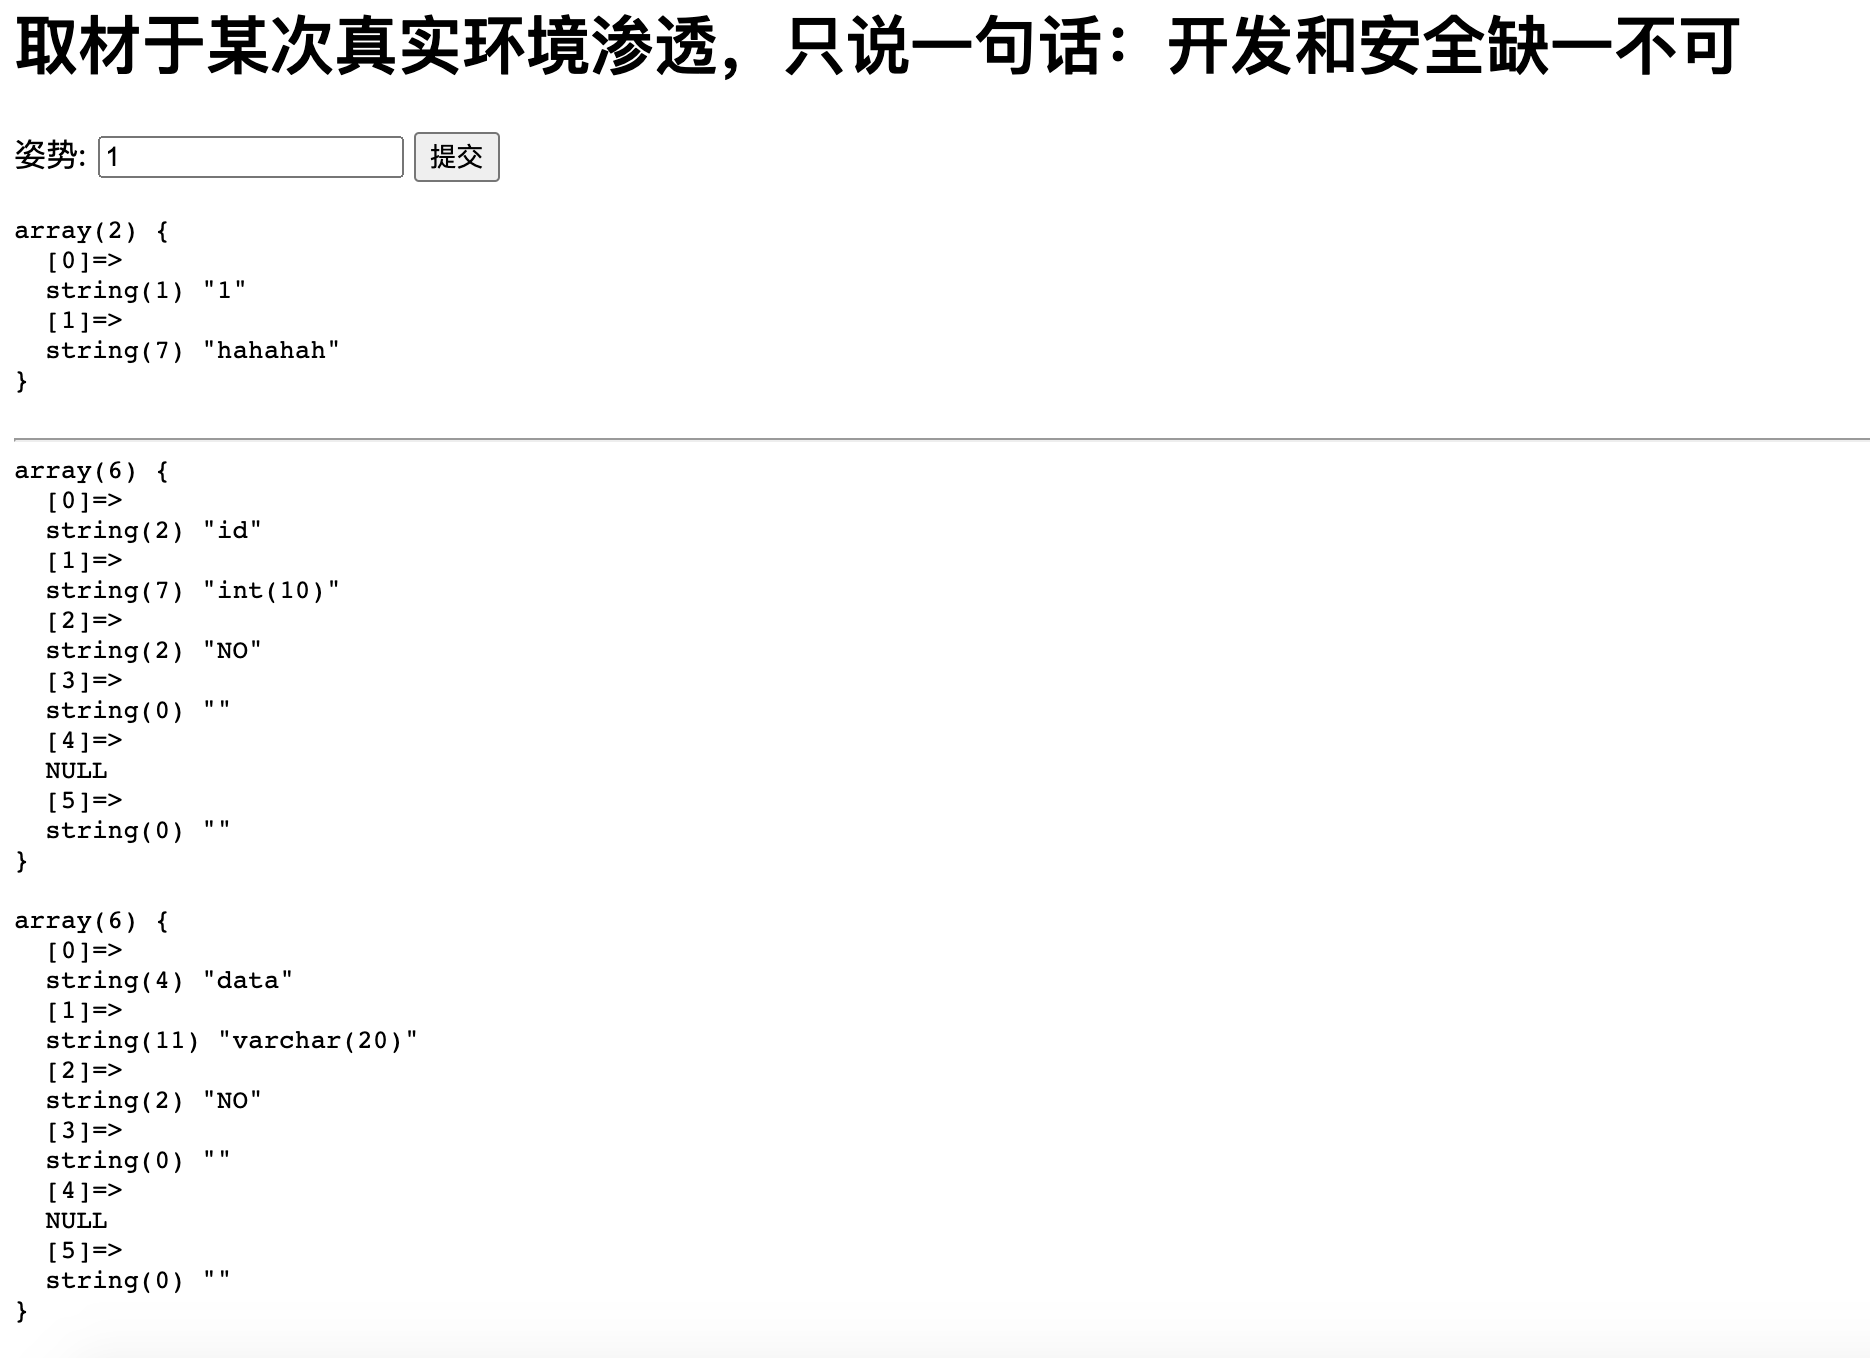 取材于某次真实环境渗透，只说一句话：开发和安全缺一不可
姿势: 1 提交
array(2) {
  [0]=>
  string(1) "1"
  [1]=>
  string(7) "hahahah"
}
array(6) {
  [0]=>
  string(2) "id"
  [1]=>
  string(7) "int(10)"
  [2]=>
  string(2) "NO"
  [3]=>
  string(0) ""
  [4]=>
  NULL
  [5]=>
  string(0) ""
}
array(6) {
  [0]=>
  string(4) "data"
  [1]=>
  string(11) "varchar(20)"
  [2]=>
  string(2) "NO"
  [3]=>
  string(0) ""
  [4]=>
  NULL
  [5]=>
  string(0) ""
}